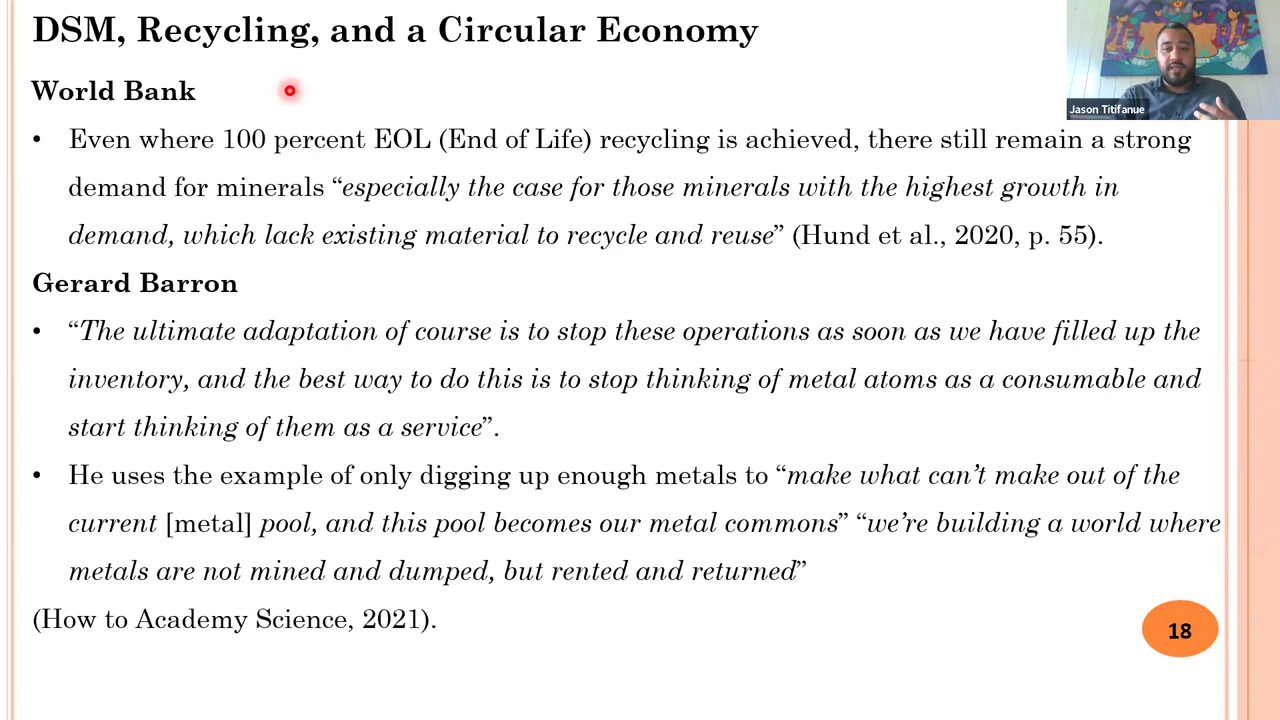 DSM, Recycling, and a Circular Economy
Jason Titifanue
World Bank
• Even where 100 percent EOL (End of Life) recycling is achieved, there still remain a strong
demand for minerals “especially the case for those minerals with the highest growth in
demand, which lack existing material to recycle and reuse” (Hund et al., 2020, p. 55).
Gerard Barron
• “The ultimate adaptation of course is to stop these operations as soon as we have filled up the
inventory, and the best way to do this is to stop thinking of metal atoms as a consumable and
start thinking of them as a service”.
• He uses the example of only digging up enough metals to “make what can’t make out of the
current [metal] pool, and this pool becomes our metal commons” “we’re building a world where
metals are not mined and dumped, but rented and returned”
(How to Academy Science, 2021).
18